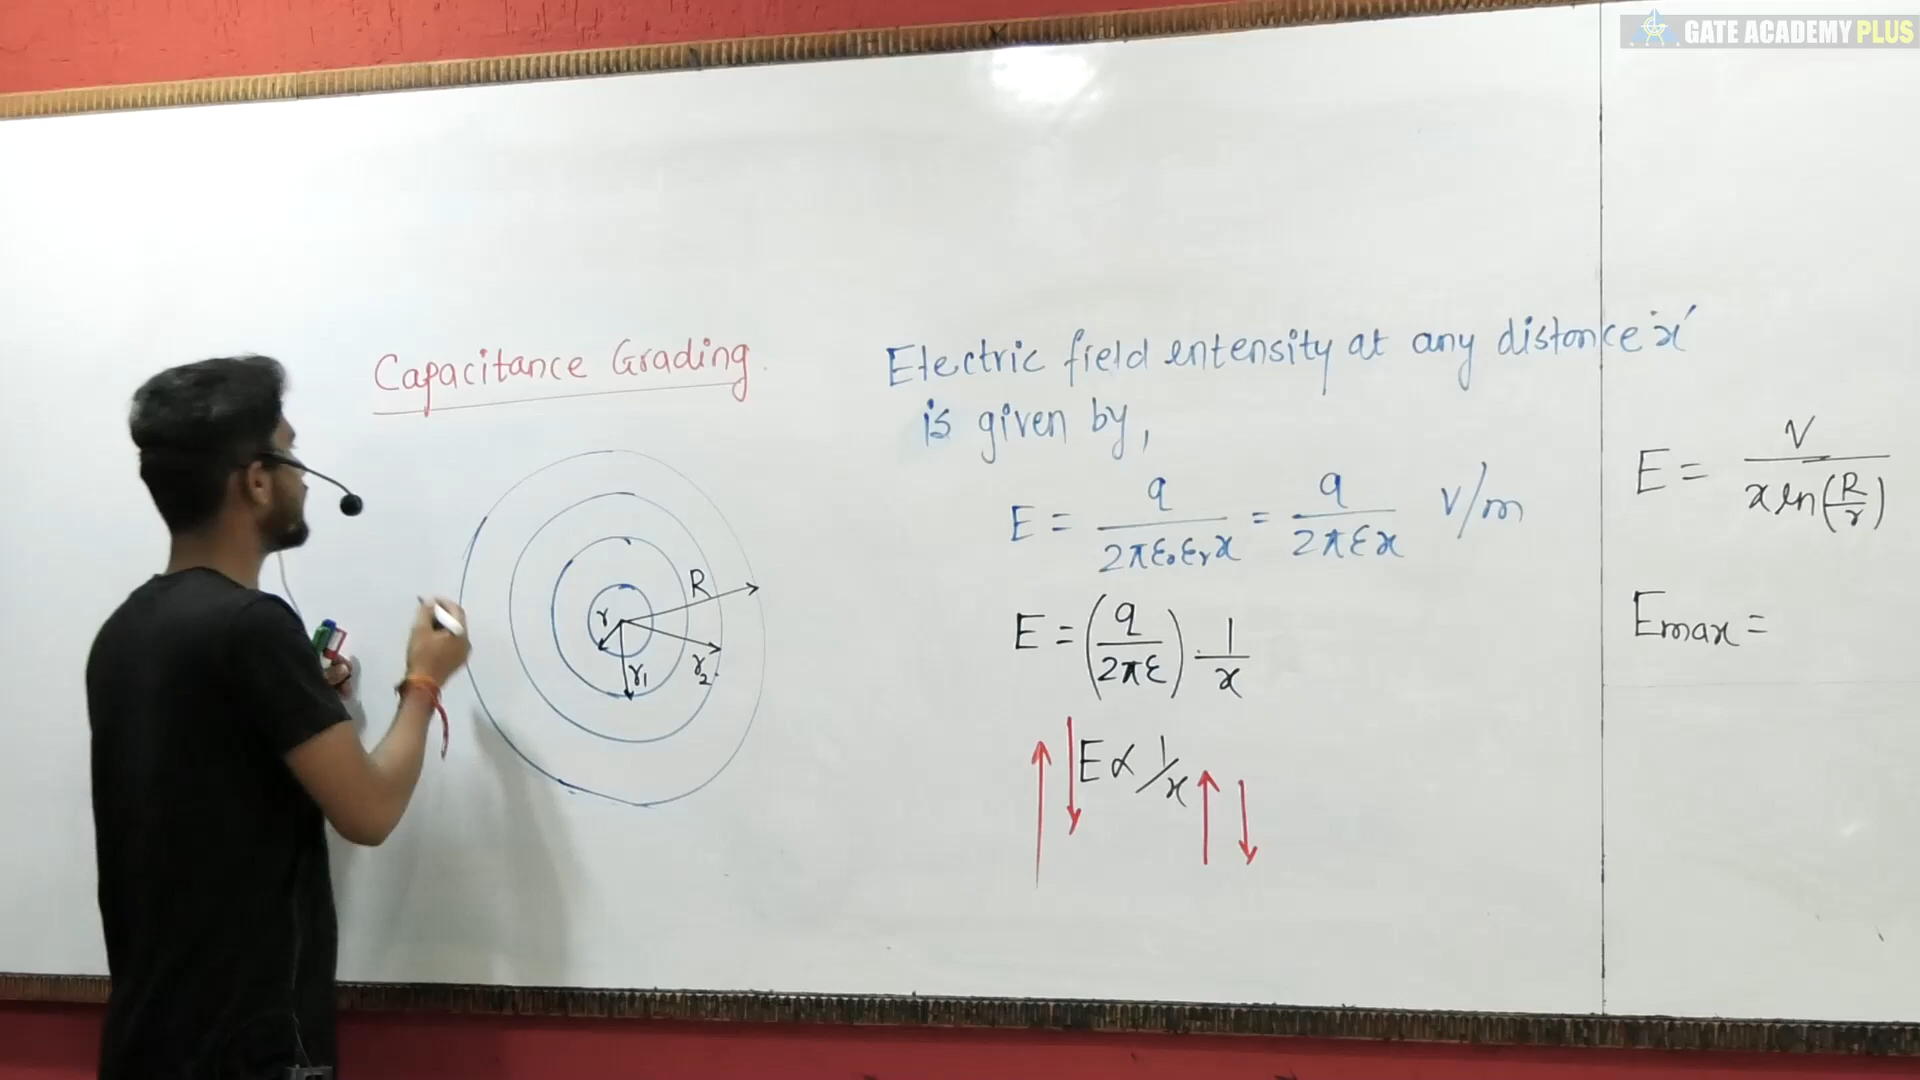 GATE ACADEMY PLUS
Capacitance Grading
r
R
r₁
r₂
Electric field entensity at any distance 'x'
is given by,
E = q/(2πε₀εᵣx) = q/(2πεx) V/m
E = (q/2πε) · 1/x
E ∝ 1/x
E = V/(x ln(R/r))
Emax =